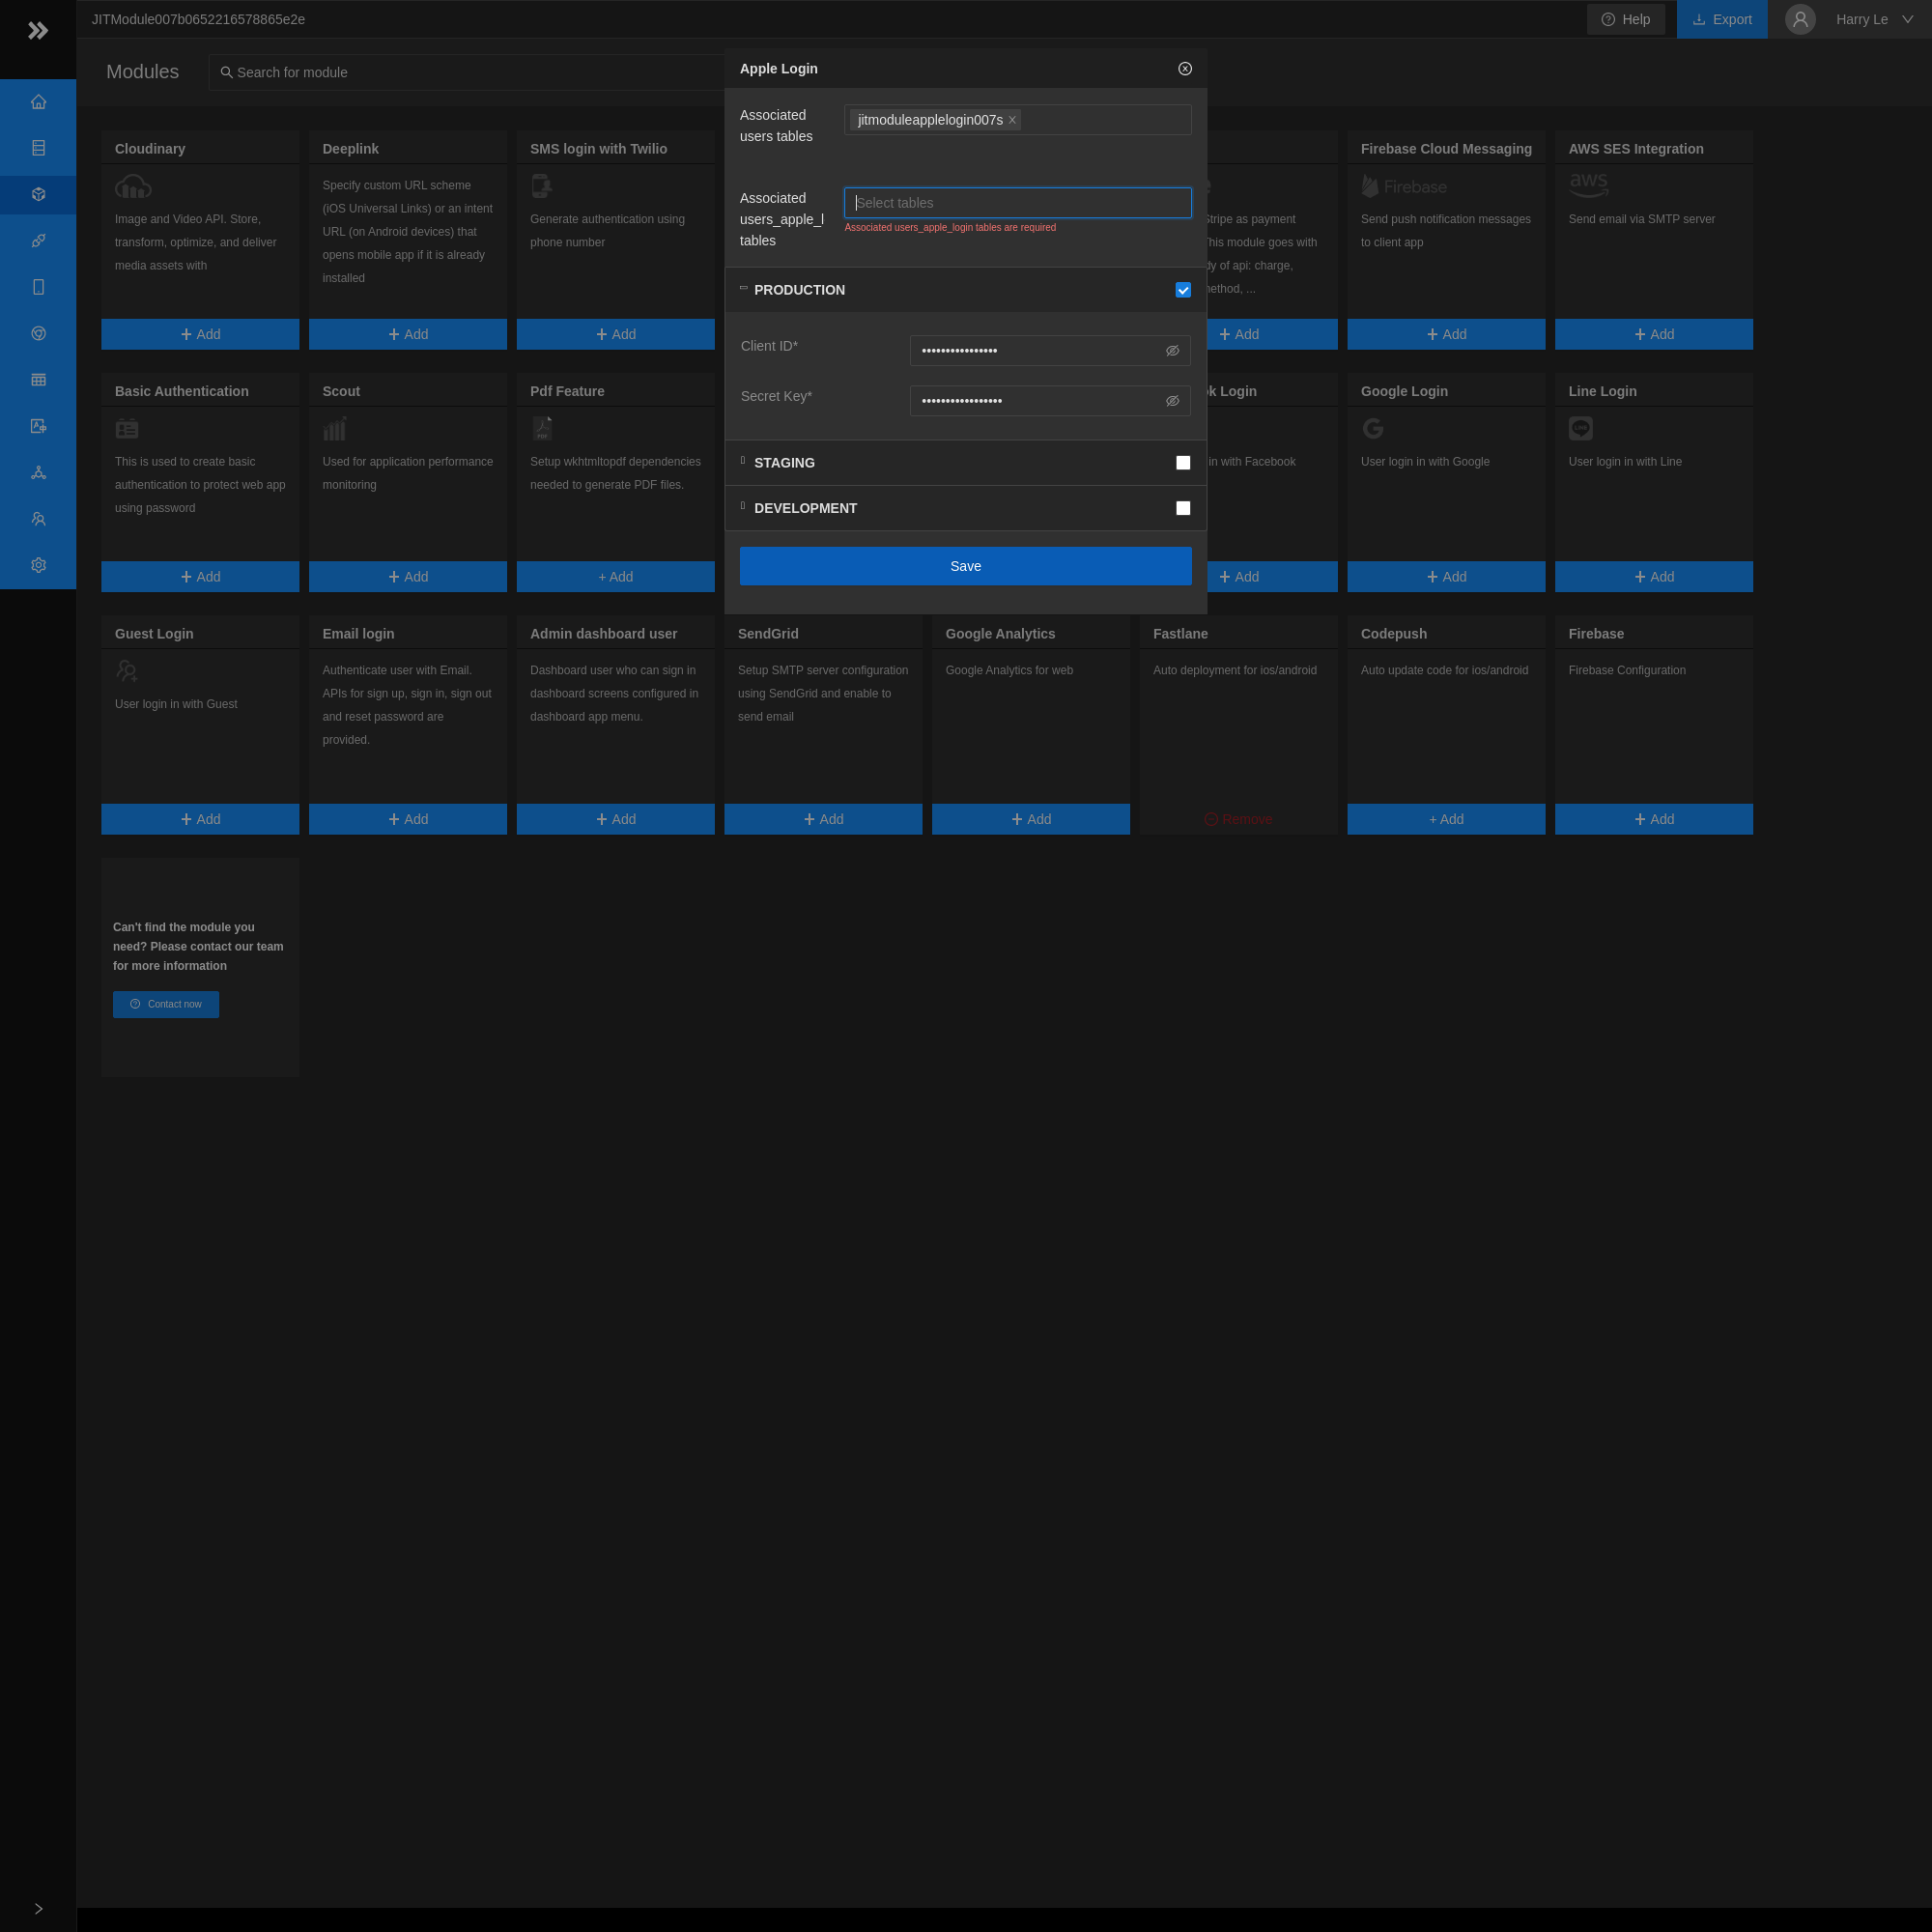 JITModule007b0652216578865e2e
Help
Export
Harry Le
Modules
Search for module
Apple Login
Associated
users tables
jitmoduleapplelogin007s
Associated
users_apple_l
tables
Select tables
Associated users_apple_login tables are required
PRODUCTION
Client ID*
••••••••••••••••
Secret Key*
•••••••••••••••••
STAGING
DEVELOPMENT
Save
Cloudinary
Image and Video API. Store,
transform, optimize, and deliver
media assets with
Add
Deeplink
Specify custom URL scheme
(iOS Universal Links) or an intent
URL (on Android devices) that
opens mobile app if it is already
installed
Add
SMS login with Twilio
Generate authentication using
phone number
Add
Stripe as payment
This module goes with
of api: charge,
method, ...
Add
Firebase Cloud Messaging
Firebase
Send push notification messages
to client app
Add
AWS SES Integration
aws
Send email via SMTP server
Add
Basic Authentication
This is used to create basic
authentication to protect web app
using password
Add
Scout
Used for application performance
monitoring
Add
Pdf Feature
PDF
Setup wkhtmltopdf dependencies
needed to generate PDF files.
+ Add
Login
in with Facebook
Add
Google Login
User login in with Google
Add
Line Login
LINE
User login in with Line
Add
Guest Login
User login in with Guest
Add
Email login
Authenticate user with Email.
APIs for sign up, sign in, sign out
and reset password are
provided.
Add
Admin dashboard user
Dashboard user who can sign in
dashboard screens configured in
dashboard app menu.
Add
SendGrid
Setup SMTP server configuration
using SendGrid and enable to
send email
Add
Google Analytics
Google Analytics for web
Add
Fastlane
Auto deployment for ios/android
Remove
Codepush
Auto update code for ios/android
+ Add
Firebase
Firebase Configuration
Add
Can't find the module you
need? Please contact our team
for more information
Contact now